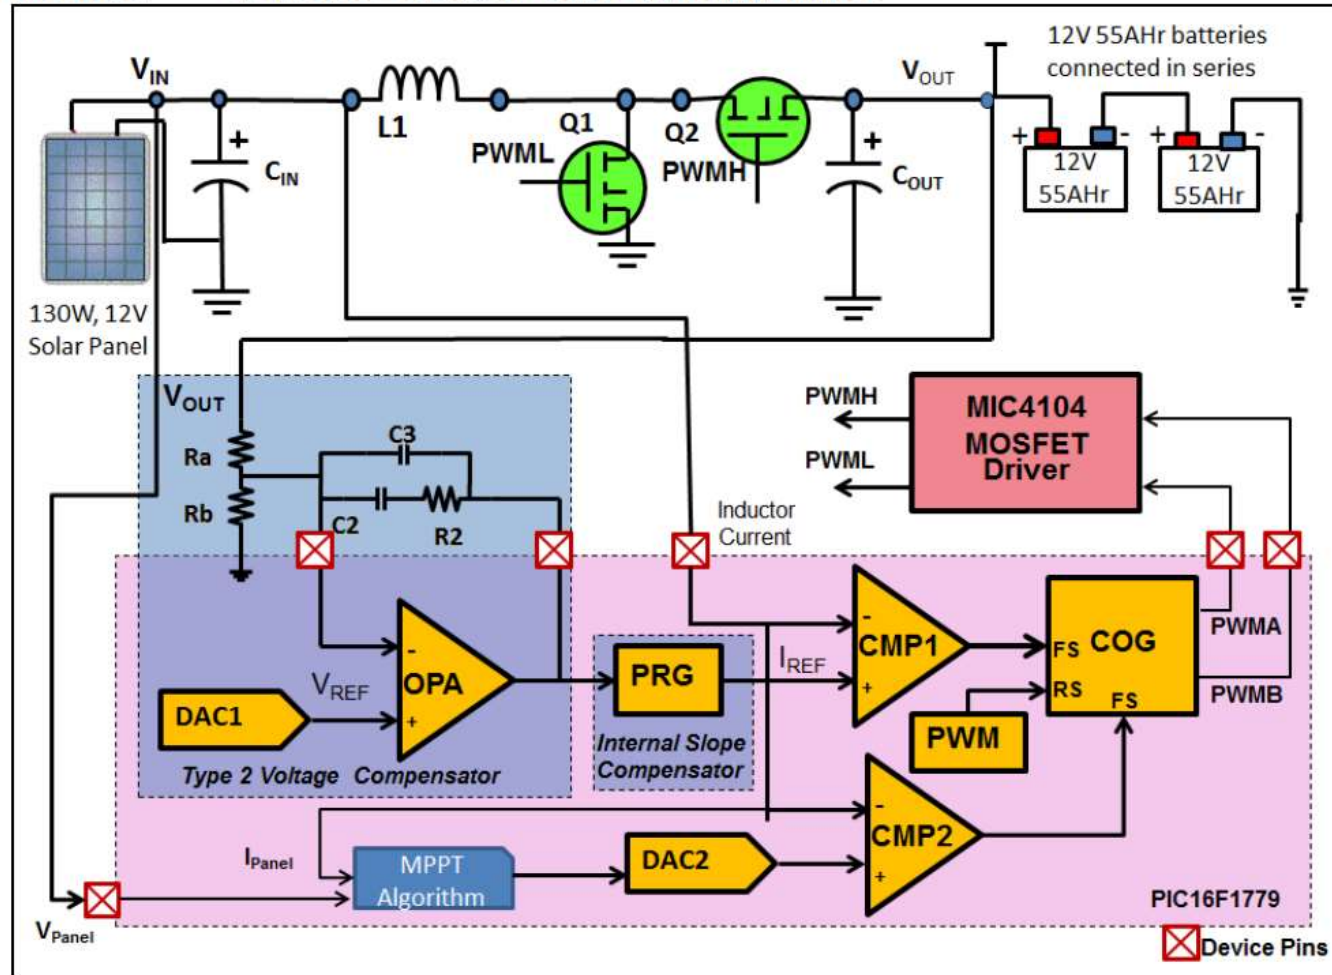 12V 55AHr batteries
connected in series
VIN
VOUT
L1
Q1
Q2
PWML
PWMH
+
CIN
+
COUT
+
-
+
-
12V
55AHr
12V
55AHr
130W, 12V
Solar Panel
VOUT
Ra
Rb
C3
C2
R2
PWMH
PWML
MIC4104
MOSFET
Driver
Inductor
Current
-
OPA
+
VREF
DAC1
Type 2 Voltage Compensator
PRG
Internal Slope
Compensator
IREF
-
CMP1
+
FS
COG
RS
FS
PWMA
PWMB
PWM
-
CMP2
+
IPanel
MPPT
Algorithm
DAC2
VPanel
PIC16F1779
Device Pins